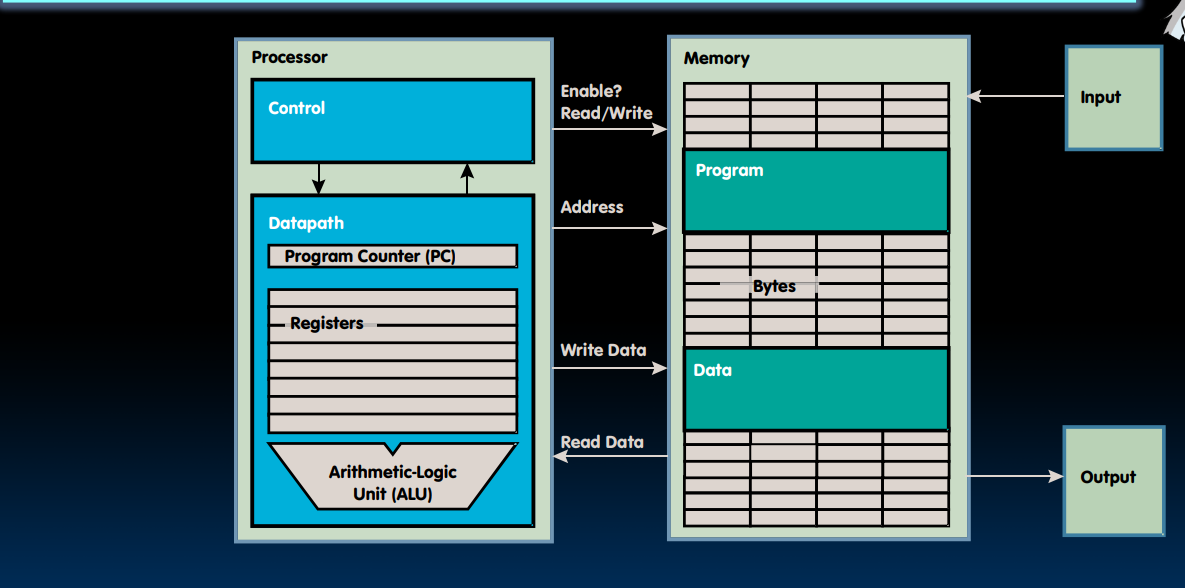 Processor
Control
Datapath
Program Counter (PC)
Registers
Arithmetic-Logic
Unit (ALU)
Enable?
Read/Write
Address
Write Data
Read Data
Memory
Program
Bytes
Data
Input
Output